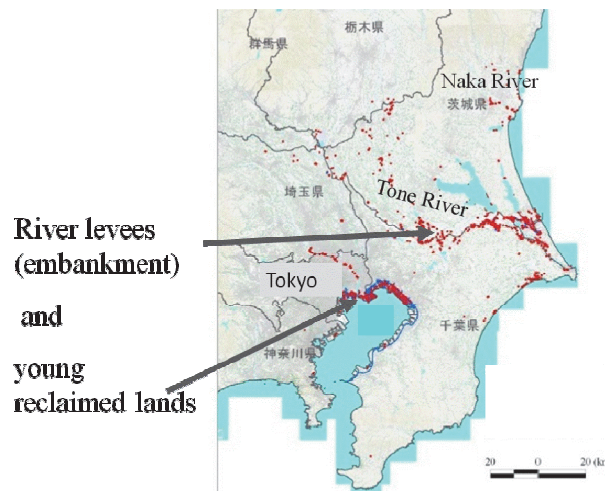 栃木県
群馬県
Naka River
茨城県
埼玉県
Tone River
River levees
(embankment)
and
young
reclaimed lands
Tokyo
千葉県
神奈川県
20 0 20 (km